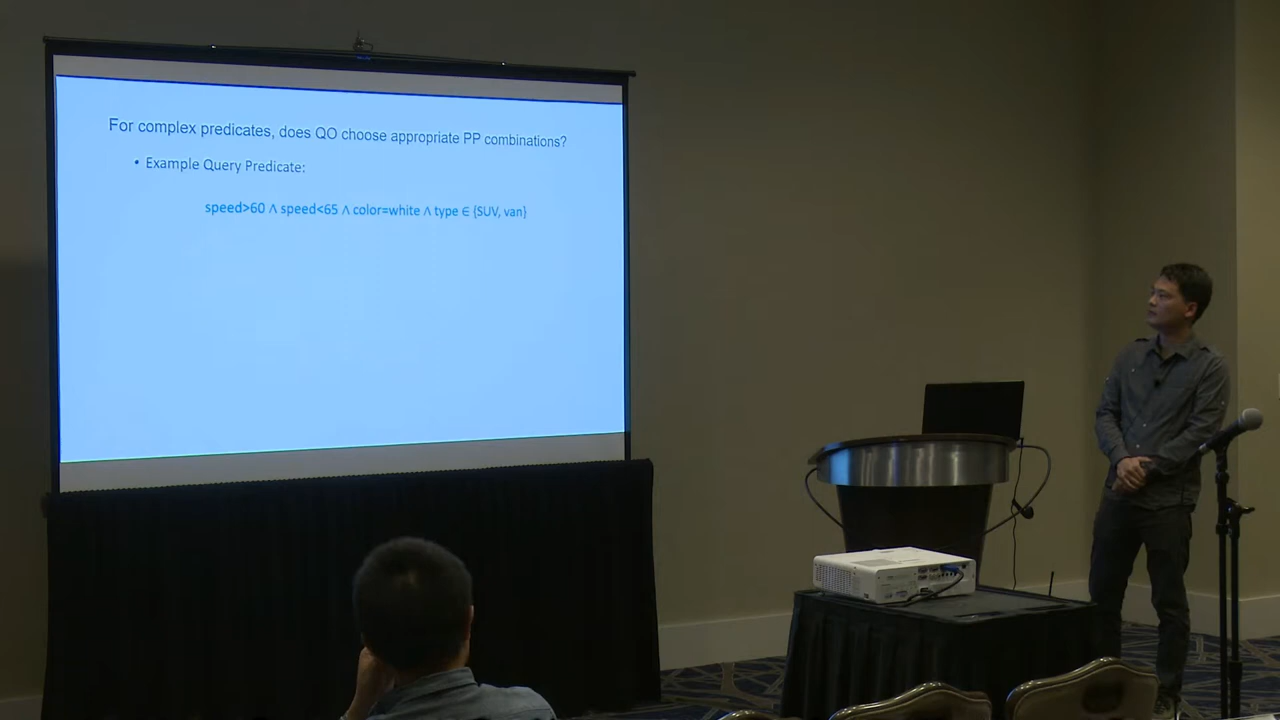 For complex predicates, does QO choose appropriate PP combinations?
• Example Query Predicate:
speed>60 ∧ speed<65 ∧ color=white ∧ type ∈ {SUV, van}